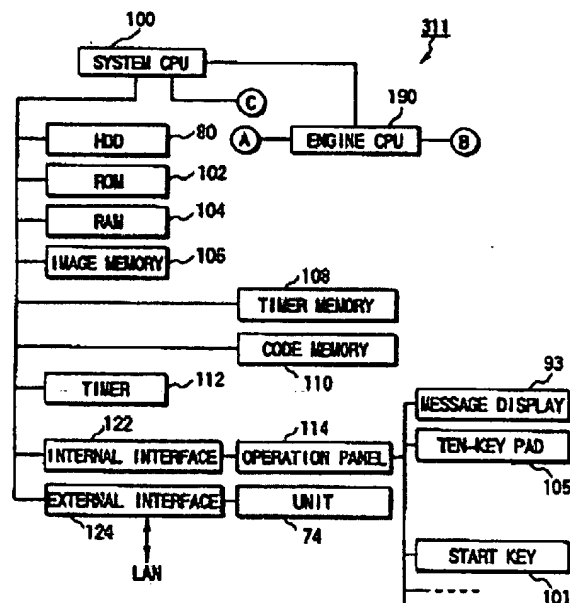 100
311
SYSTEM CPU
C
190
HDD
80
A
ENGINE CPU
B
ROM
102
RAM
104
IMAGE MEMORY
106
108
TIMER MEMORY
CODE MEMORY
110
TIMER
112
93
MESSAGE DISPLAY
122
114
INTERNAL INTERFACE
OPERATION PANEL
TEN-KEY PAD
105
EXTERNAL INTERFACE
UNIT
124
74
LAN
START KEY
101